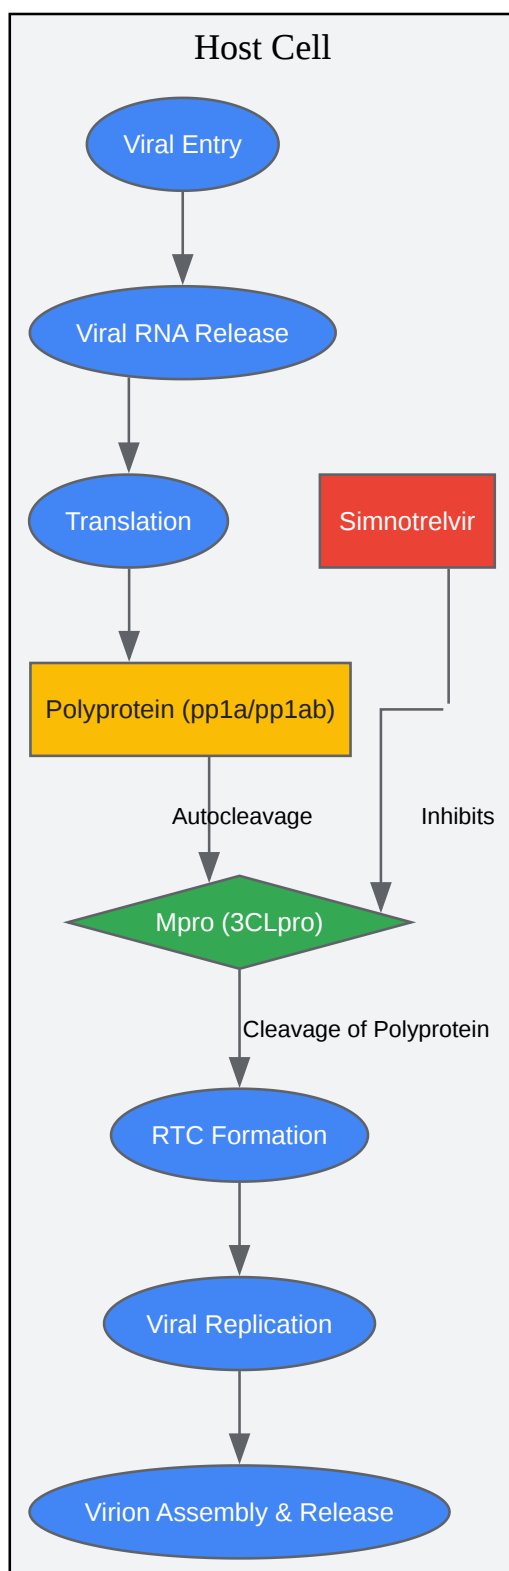 Host Cell
Viral Entry
Viral RNA Release
Translation
Simnotrelvir
Polyprotein (pp1a/pp1ab)
Autocleavage
Inhibits
Mpro (3CLpro)
Cleavage of Polyprotein
RTC Formation
Viral Replication
Virion Assembly & Release